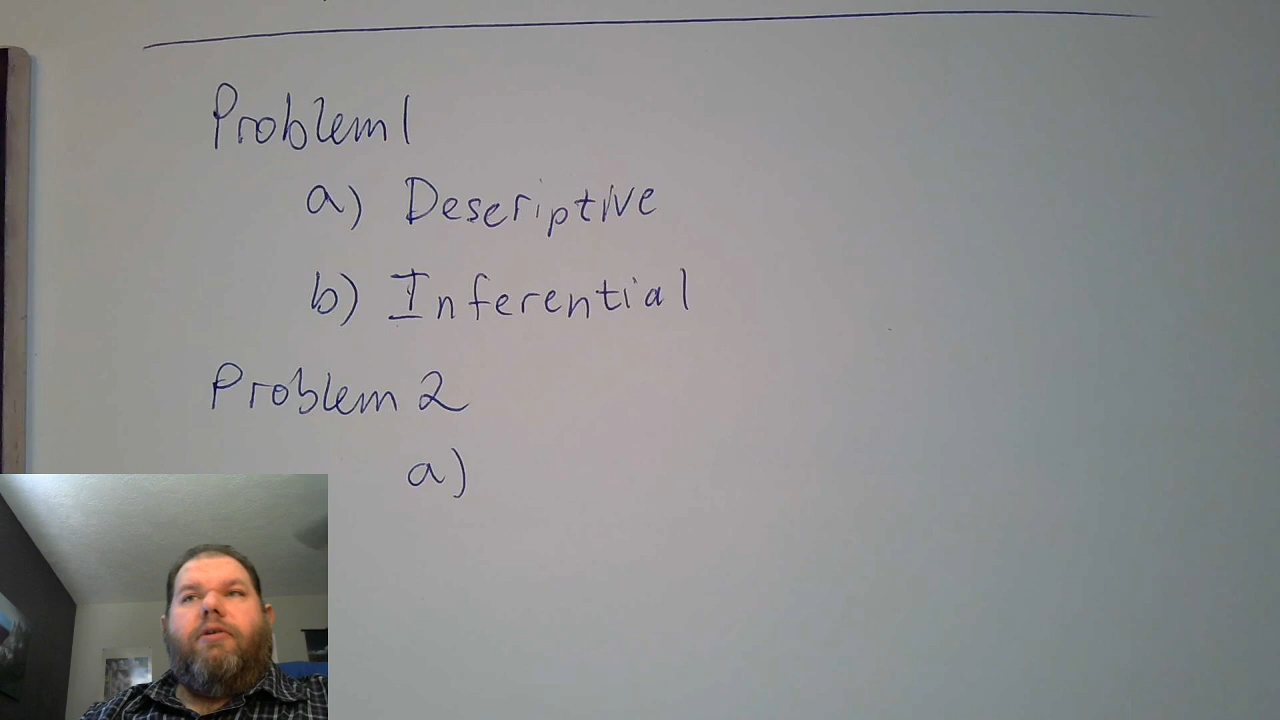 Problem 1
a) Descriptive
b) Inferential
Problem 2
a)